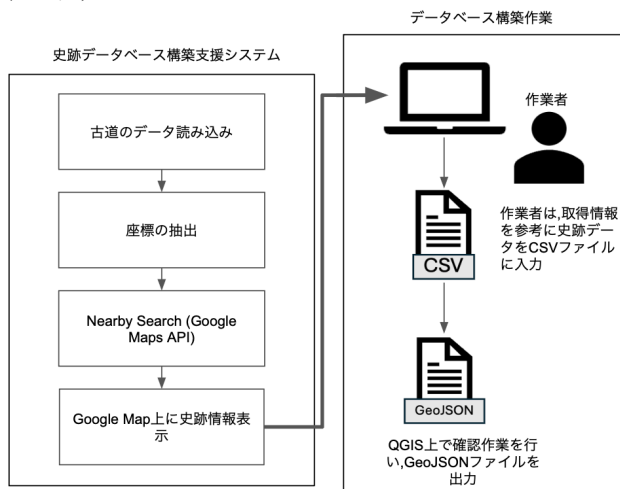 史跡データベース構築支援システム
古道のデータ読み込み
座標の抽出
Nearby Search (Google
Maps API)
Google Map上に史跡情報表
示
データベース構築作業
作業者
作業者は,取得情報
を参考に史跡デー
タをCSVファイル
に入力
CSV
GeoJSON
QGIS上で確認作業を行
い,GeoJSONファイルを
出力